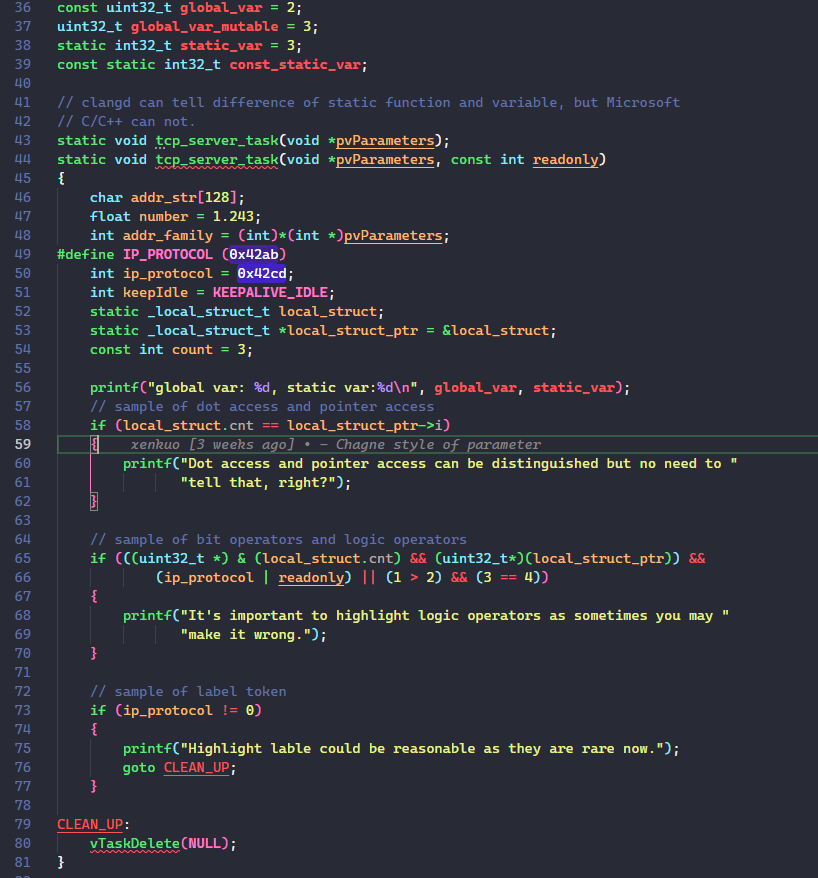 36 const uint32_t global_var = 2;
37 uint32_t global_var_mutable = 3;
38 static int32_t static_var = 3;
39 const static int32_t const_static_var;
40
41 // clangd can tell difference of static function and variable, but Microsoft
42 // C/C++ can not.
43 static void tcp_server_task(void *pvParameters);
44 static void tcp_server_task(void *pvParameters, const int readonly)
45 {
46     char addr_str[128];
47     float number = 1.243;
48     int addr_family = (int)*(int *)pvParameters;
49 #define IP_PROTOCOL (0x42ab)
50     int ip_protocol = 0x42cd;
51     int keepIdle = KEEPALIVE_IDLE;
52     static _local_struct_t local_struct;
53     static _local_struct_t *local_struct_ptr = &local_struct;
54     const int count = 3;
55
56     printf("global var: %d, static var:%d\n", global_var, static_var);
57     // sample of dot access and pointer access
58     if (local_struct.cnt == local_struct_ptr->i)
59     {    xenkuo [3 weeks ago] • - Chagne style of parameter
60         printf("Dot access and pointer access can be distinguished but no need to "
61                "tell that, right?");
62     }
63
64     // sample of bit operators and logic operators
65     if (((uint32_t *) & (local_struct.cnt) && (uint32_t*)(local_struct_ptr)) &&
66             (ip_protocol | readonly) || (1 > 2) && (3 == 4))
67     {
68         printf("It's important to highlight logic operators as sometimes you may "
69                "make it wrong.");
70     }
71
72     // sample of label token
73     if (ip_protocol != 0)
74     {
75         printf("Highlight lable could be reasonable as they are rare now.");
76         goto CLEAN_UP;
77     }
78
79 CLEAN_UP:
80     vTaskDelete(NULL);
81 }